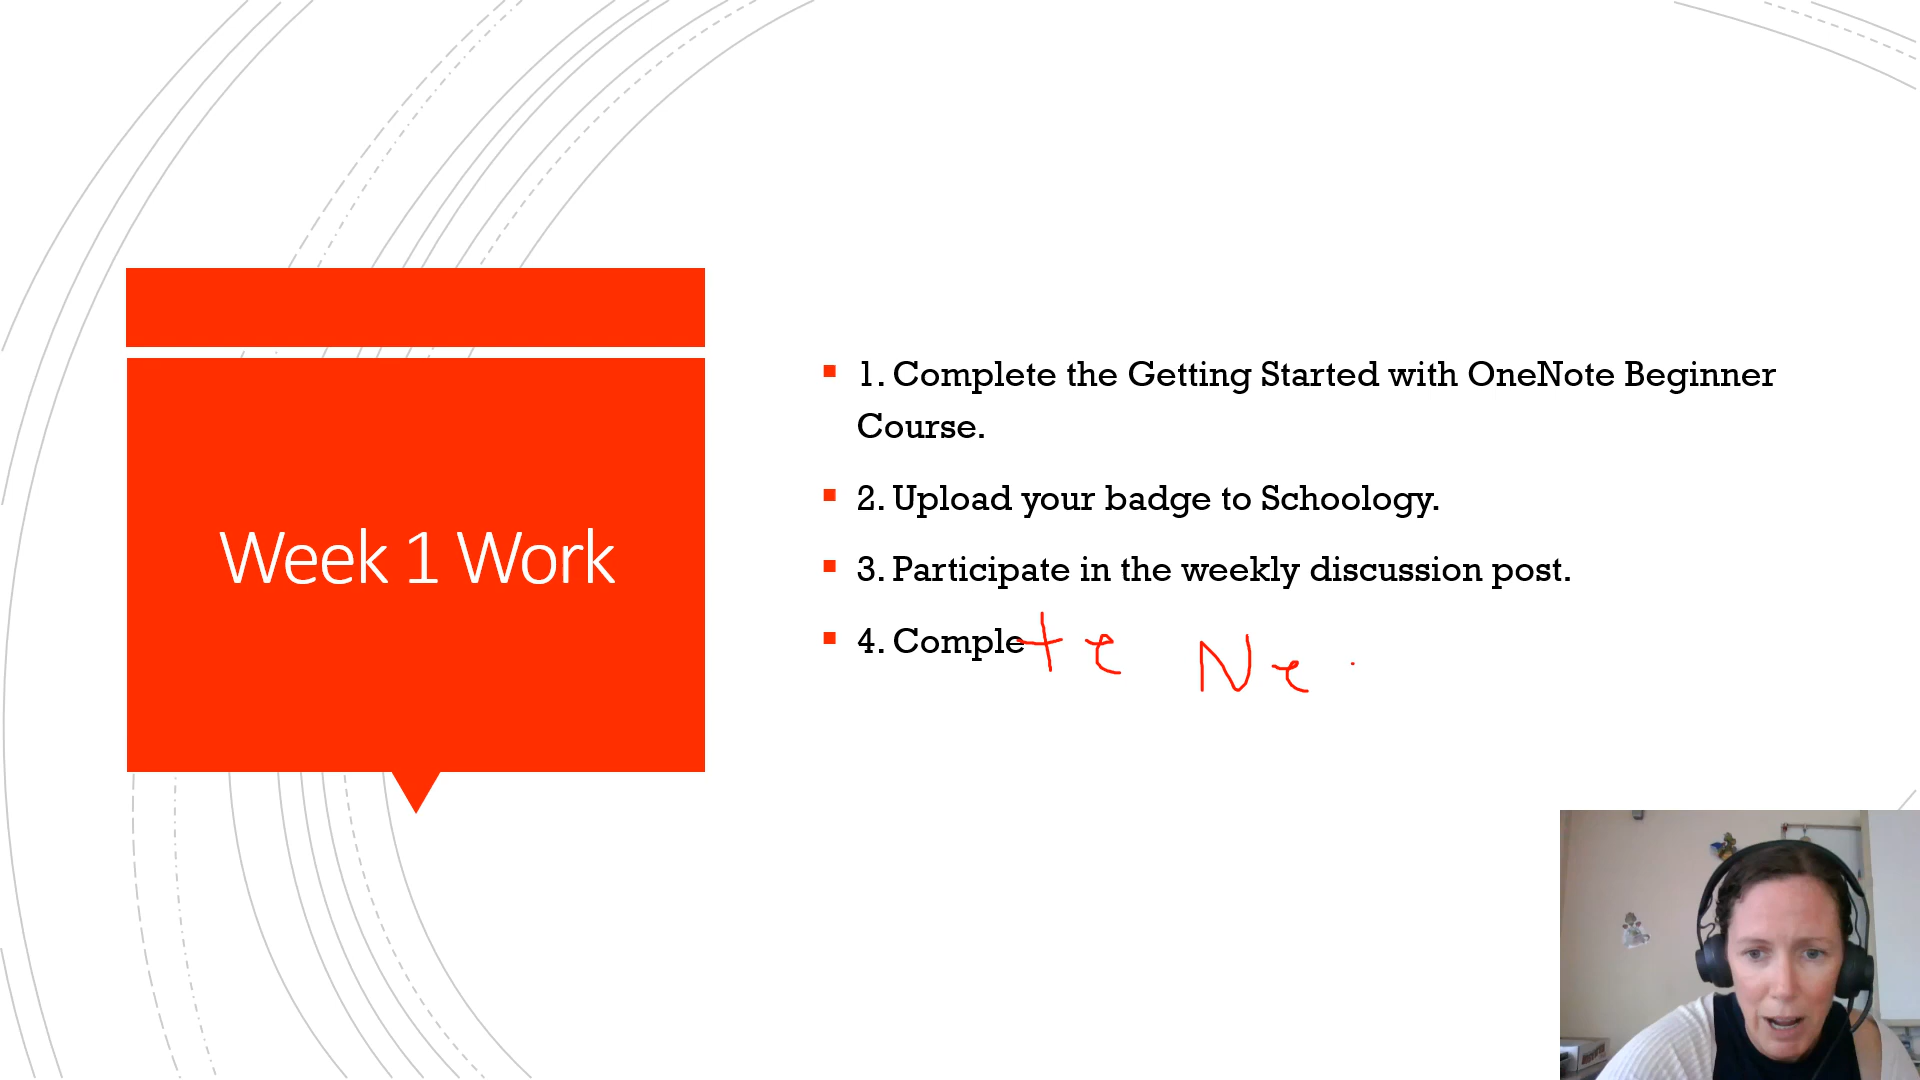 Week 1 Work
1. Complete the Getting Started with OneNote Beginner
Course.
2. Upload your badge to Schoology.
3. Participate in the weekly discussion post.
4. Complete Ne